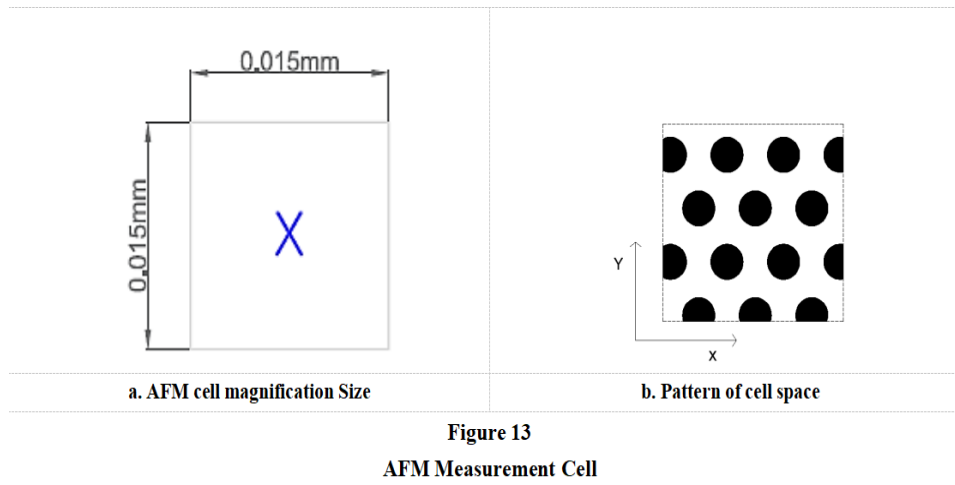 0.015mm
0.015mm
X
Y
X
a. AFM cell magnification Size
b. Pattern of cell space
Figure 13
AFM Measurement Cell